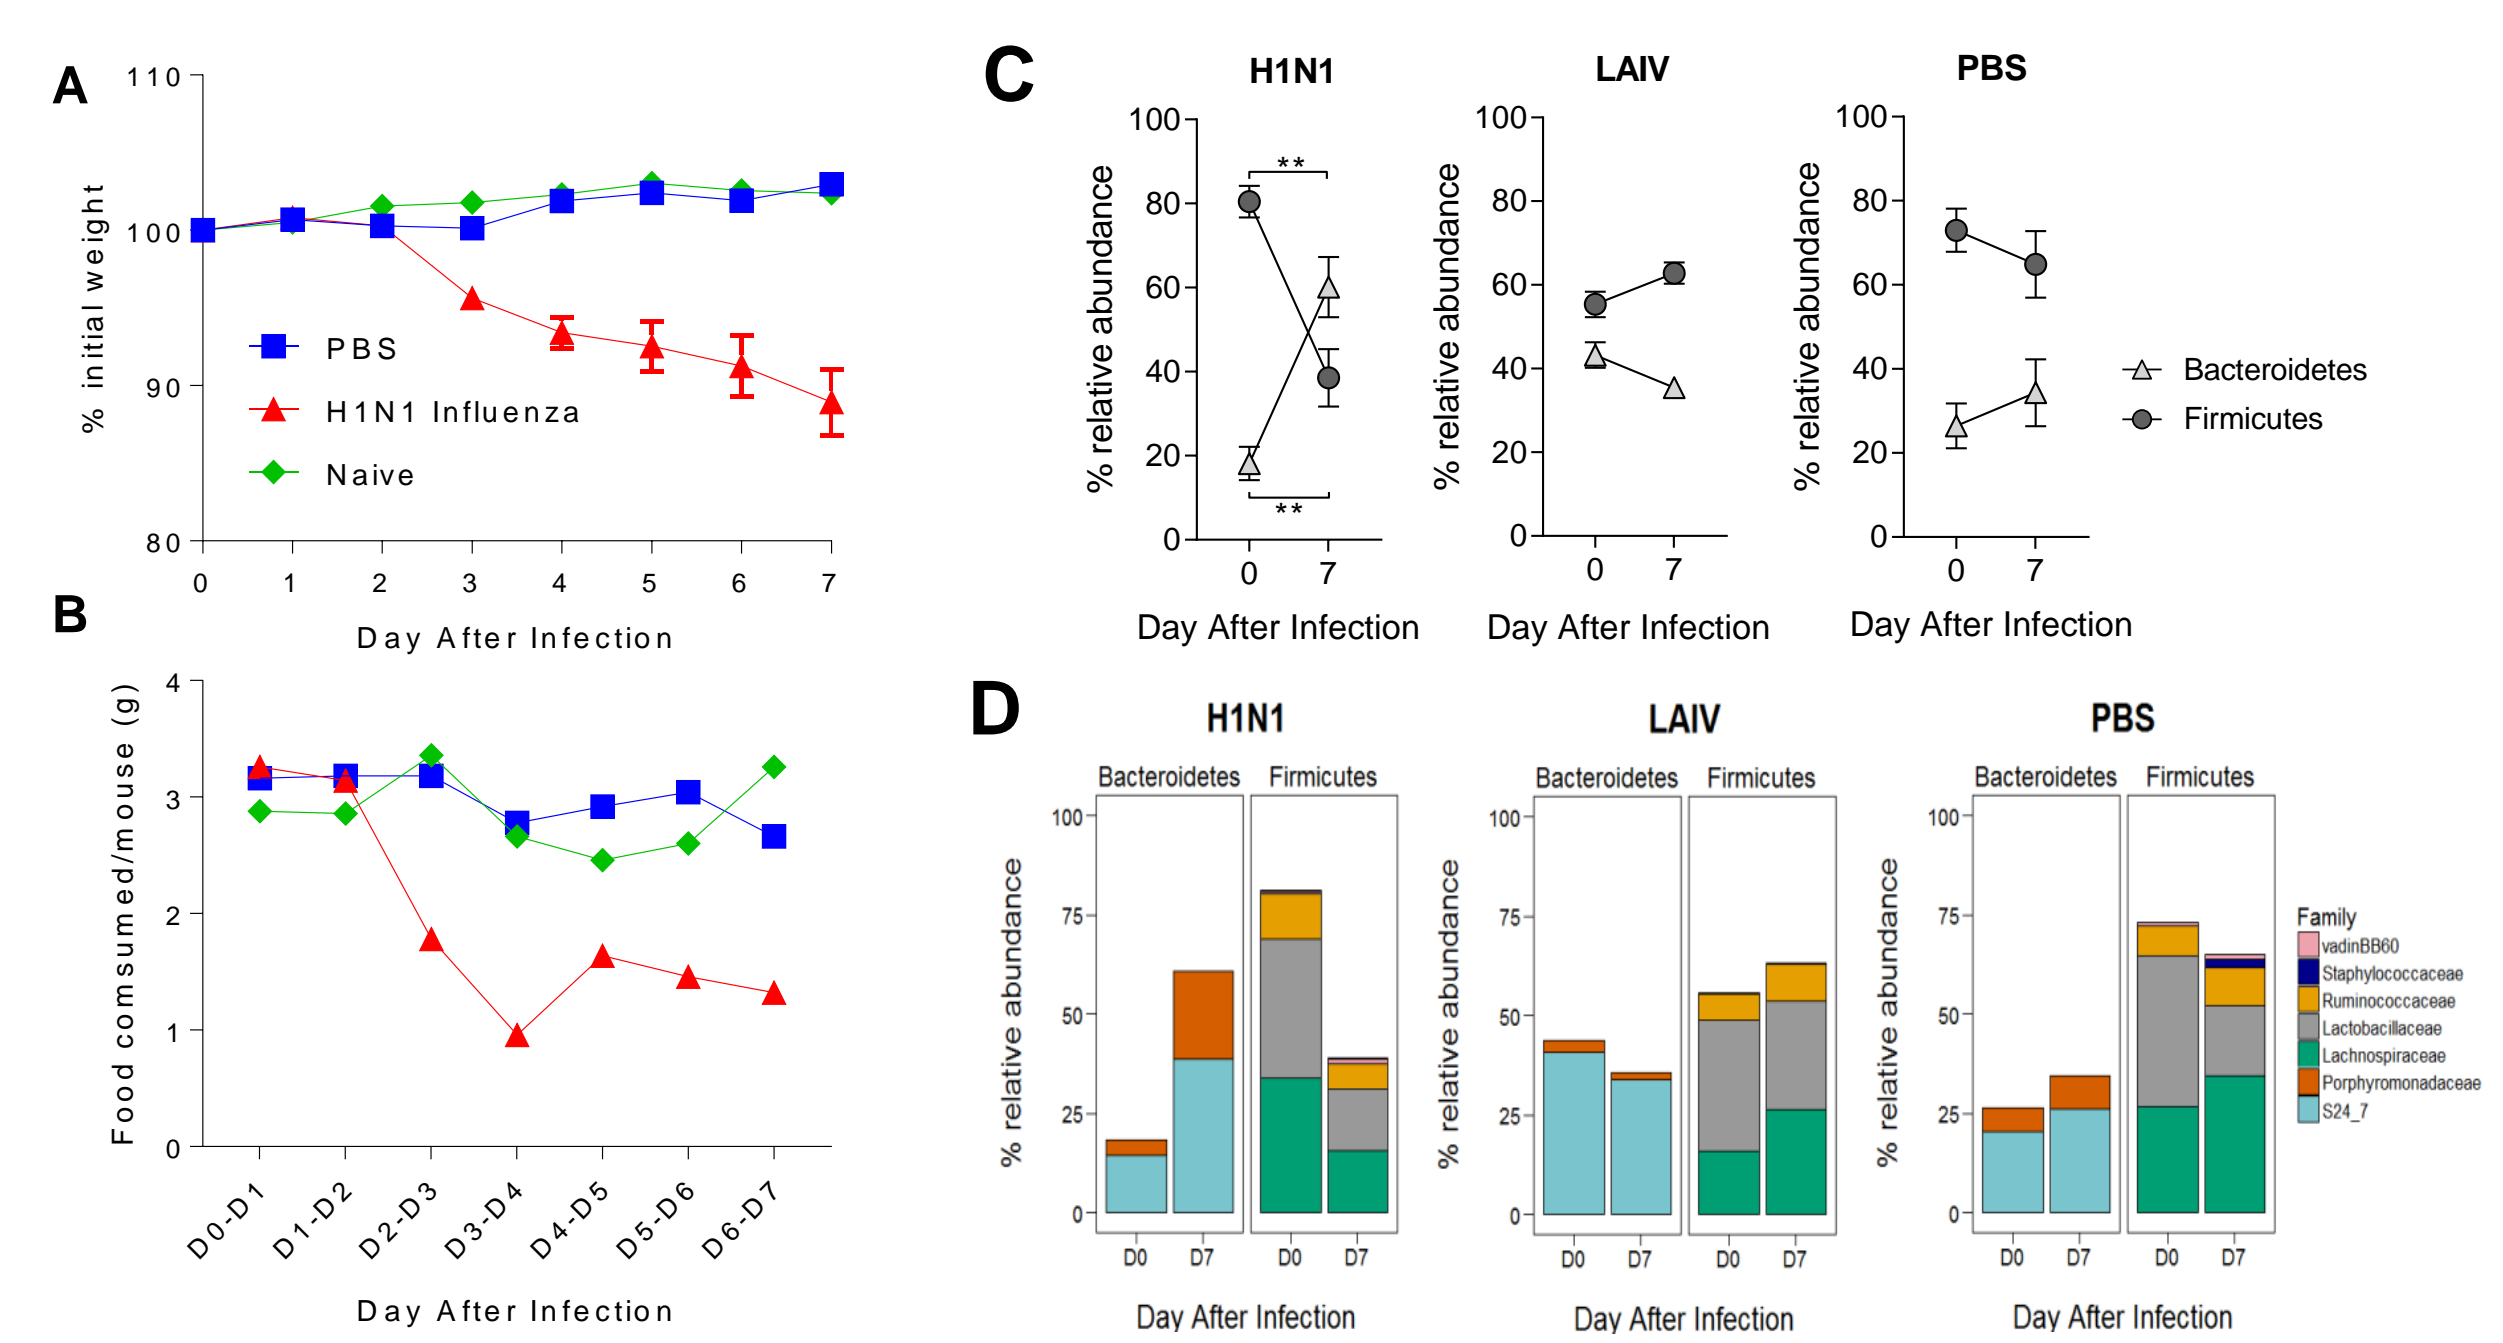 A
110
100
90
80
% initial weight
PBS
H1N1 Influenza
Naive
0 1 2 3 4 5 6 7
Day After Infection
B
4
3
2
1
0
Food comsumed/mouse (g)
D0-D1 D1-D2 D2-D3 D3-D4 D4-D5 D5-D6 D6-D7
Day After Infection
C
H1N1
100
80
60
40
20
0
% relative abundance
**
**
0 7
Day After Infection
LAIV
100
80
60
40
20
0
% relative abundance
0 7
Day After Infection
PBS
100
80
60
40
20
0
% relative abundance
0 7
Day After Infection
Bacteroidetes
Firmicutes
D
H1N1
Bacteroidetes Firmicutes
100
75
50
25
0
% relative abundance
D0 D7 D0 D7
Day After Infection
LAIV
Bacteroidetes Firmicutes
100
75
50
25
0
% relative abundance
D0 D7 D0 D7
Day After Infection
PBS
Bacteroidetes Firmicutes
100
75
50
25
0
% relative abundance
D0 D7 D0 D7
Day After Infection
Family
vadinBB60
Staphylococcaceae
Ruminococcaceae
Lactobacillaceae
Lachnospiraceae
Porphyromonadaceae
S24_7